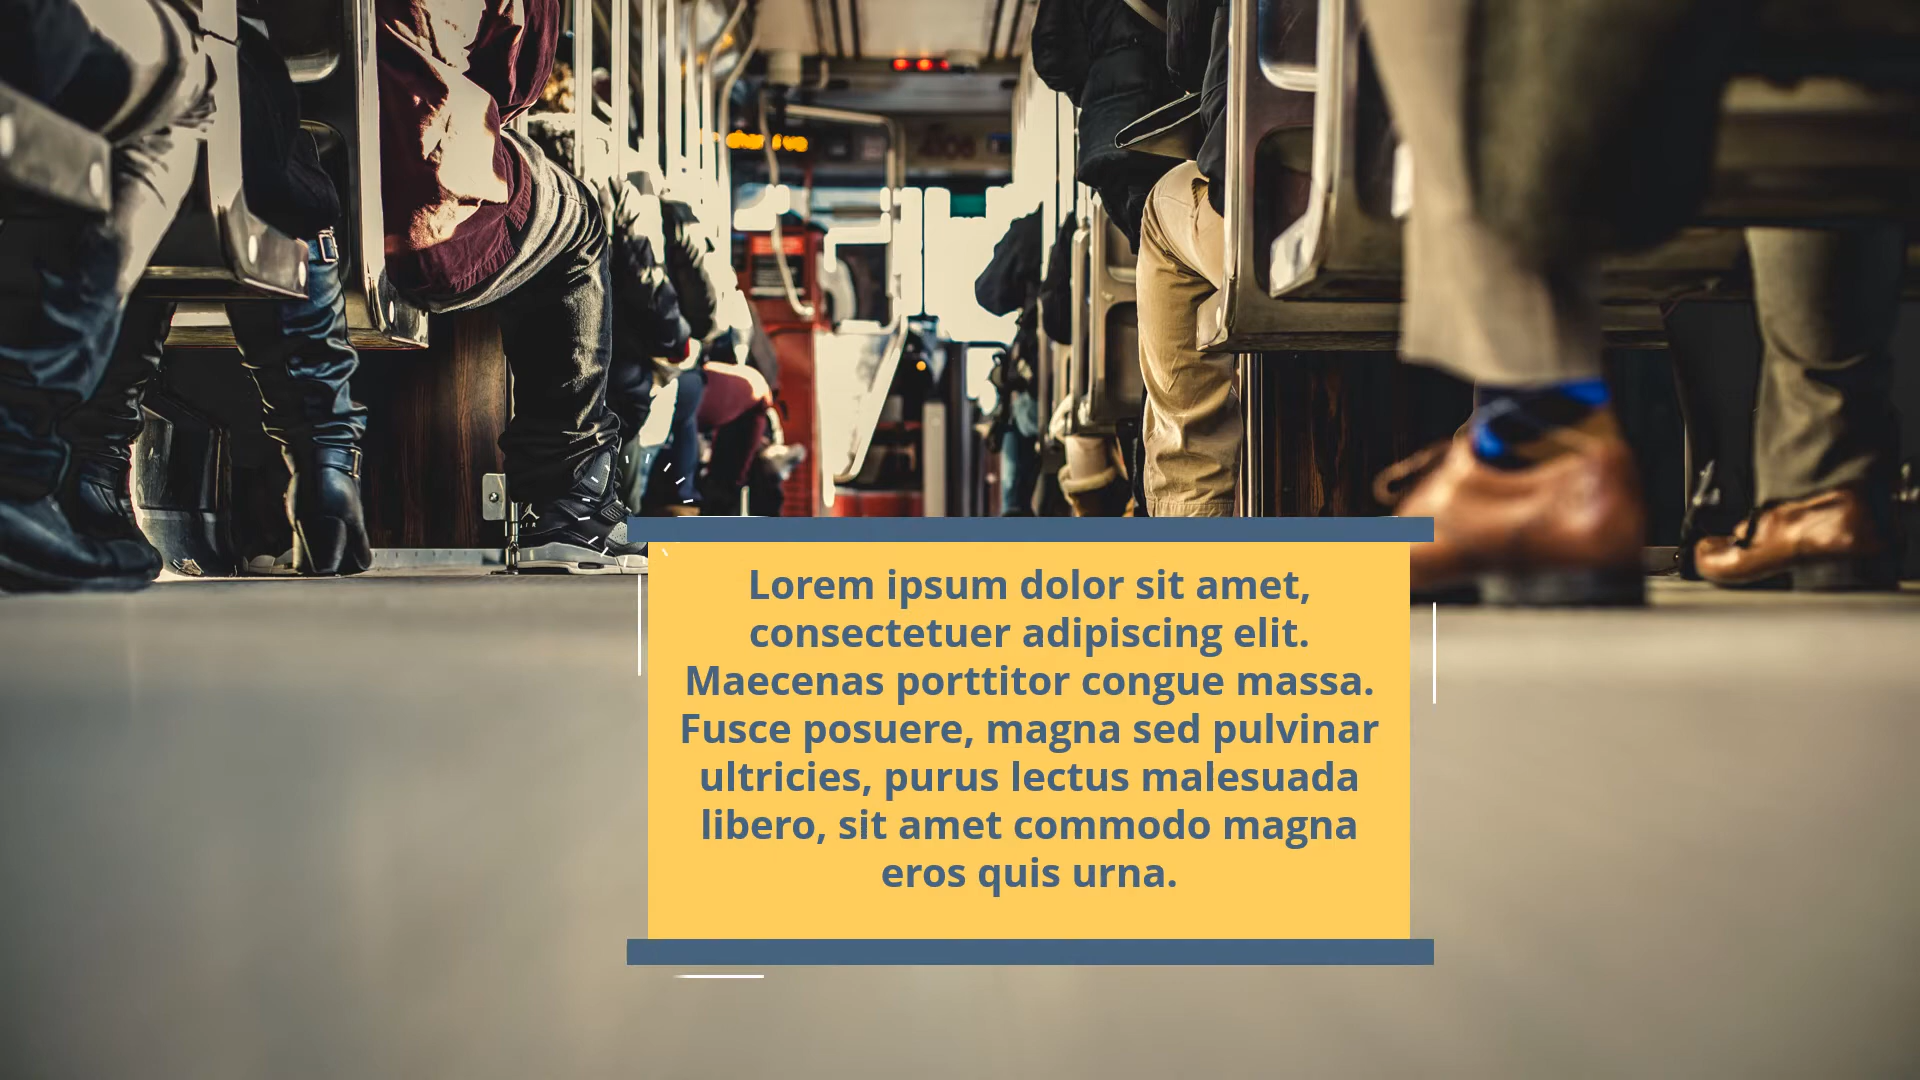 Lorem ipsum dolor sit amet,
consectetuer adipiscing elit.
Maecenas porttitor congue massa.
Fusce posuere, magna sed pulvinar
ultricies, purus lectus malesuada
libero, sit amet commodo magna
eros quis urna.